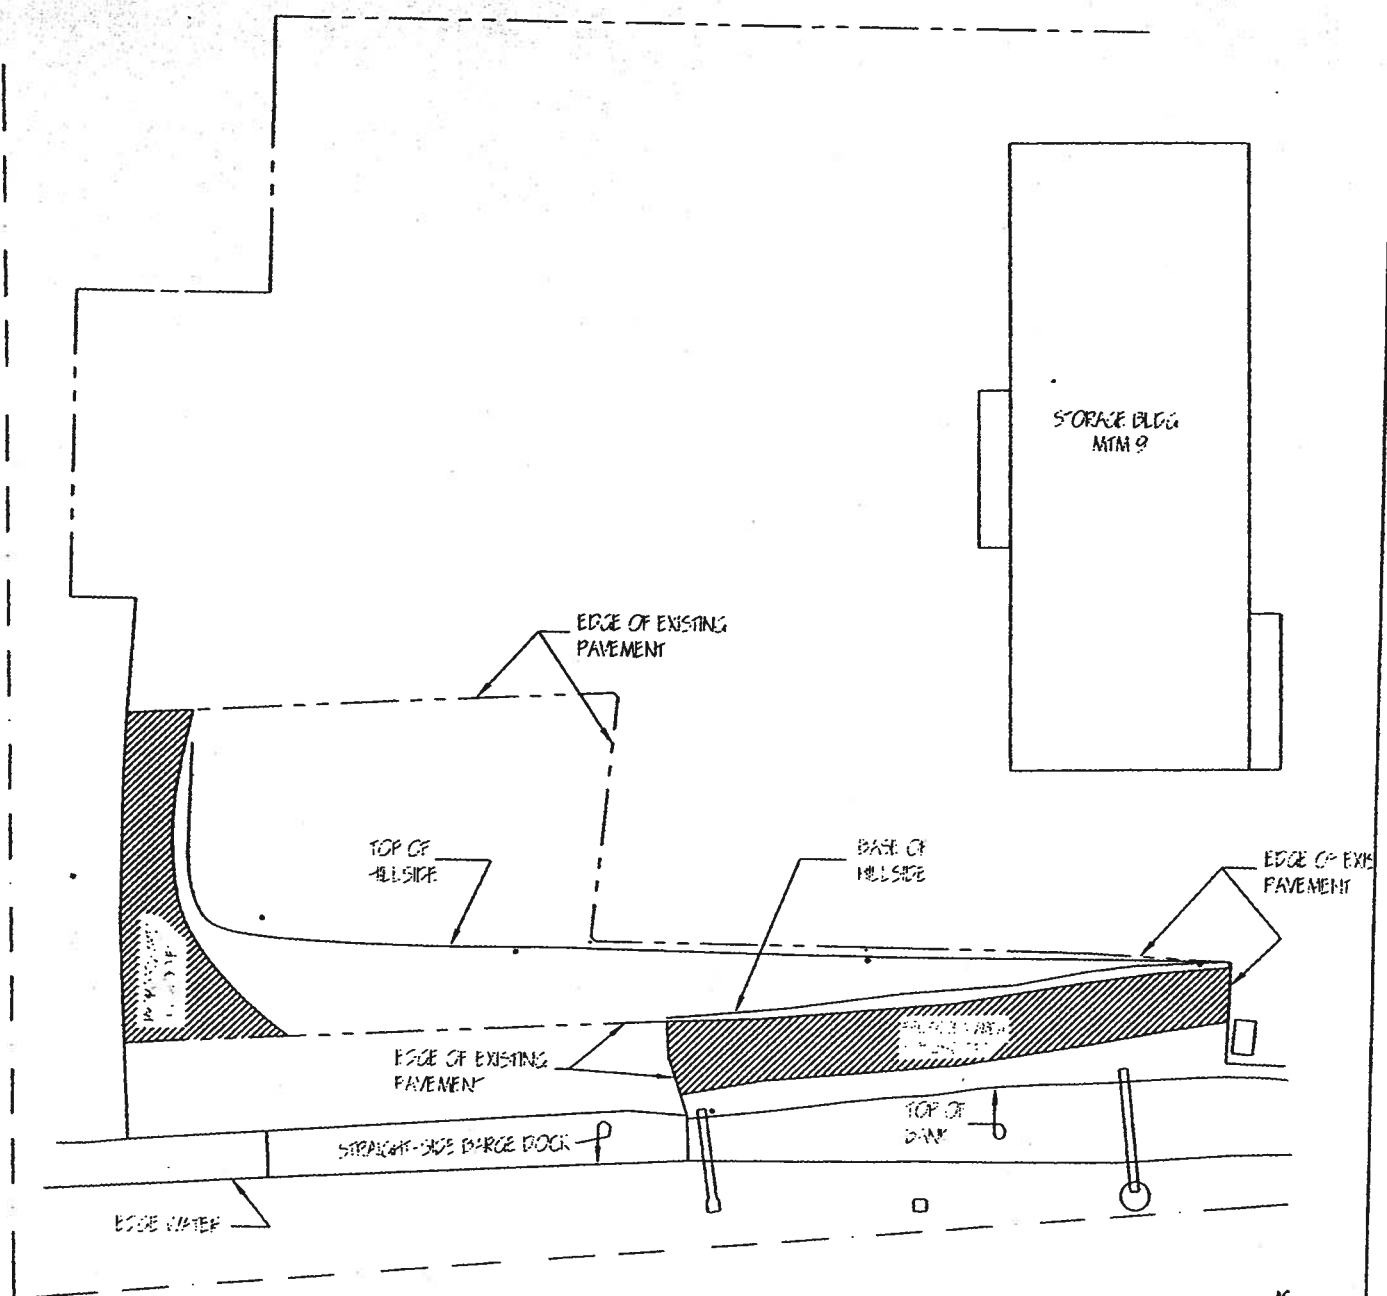 STORAGE BLDG
MTM 9
EDGE OF EXISTING
PAVEMENT
TOP OF
HILLSIDE
BASE OF
HILLSIDE
EDGE OF EXIS
PAVEMENT
EDGE OF EXISTING
PAVEMENT
TOP OF
BANK
STRAIGHT-SIDE BARGE DOCK
EDGE WATER